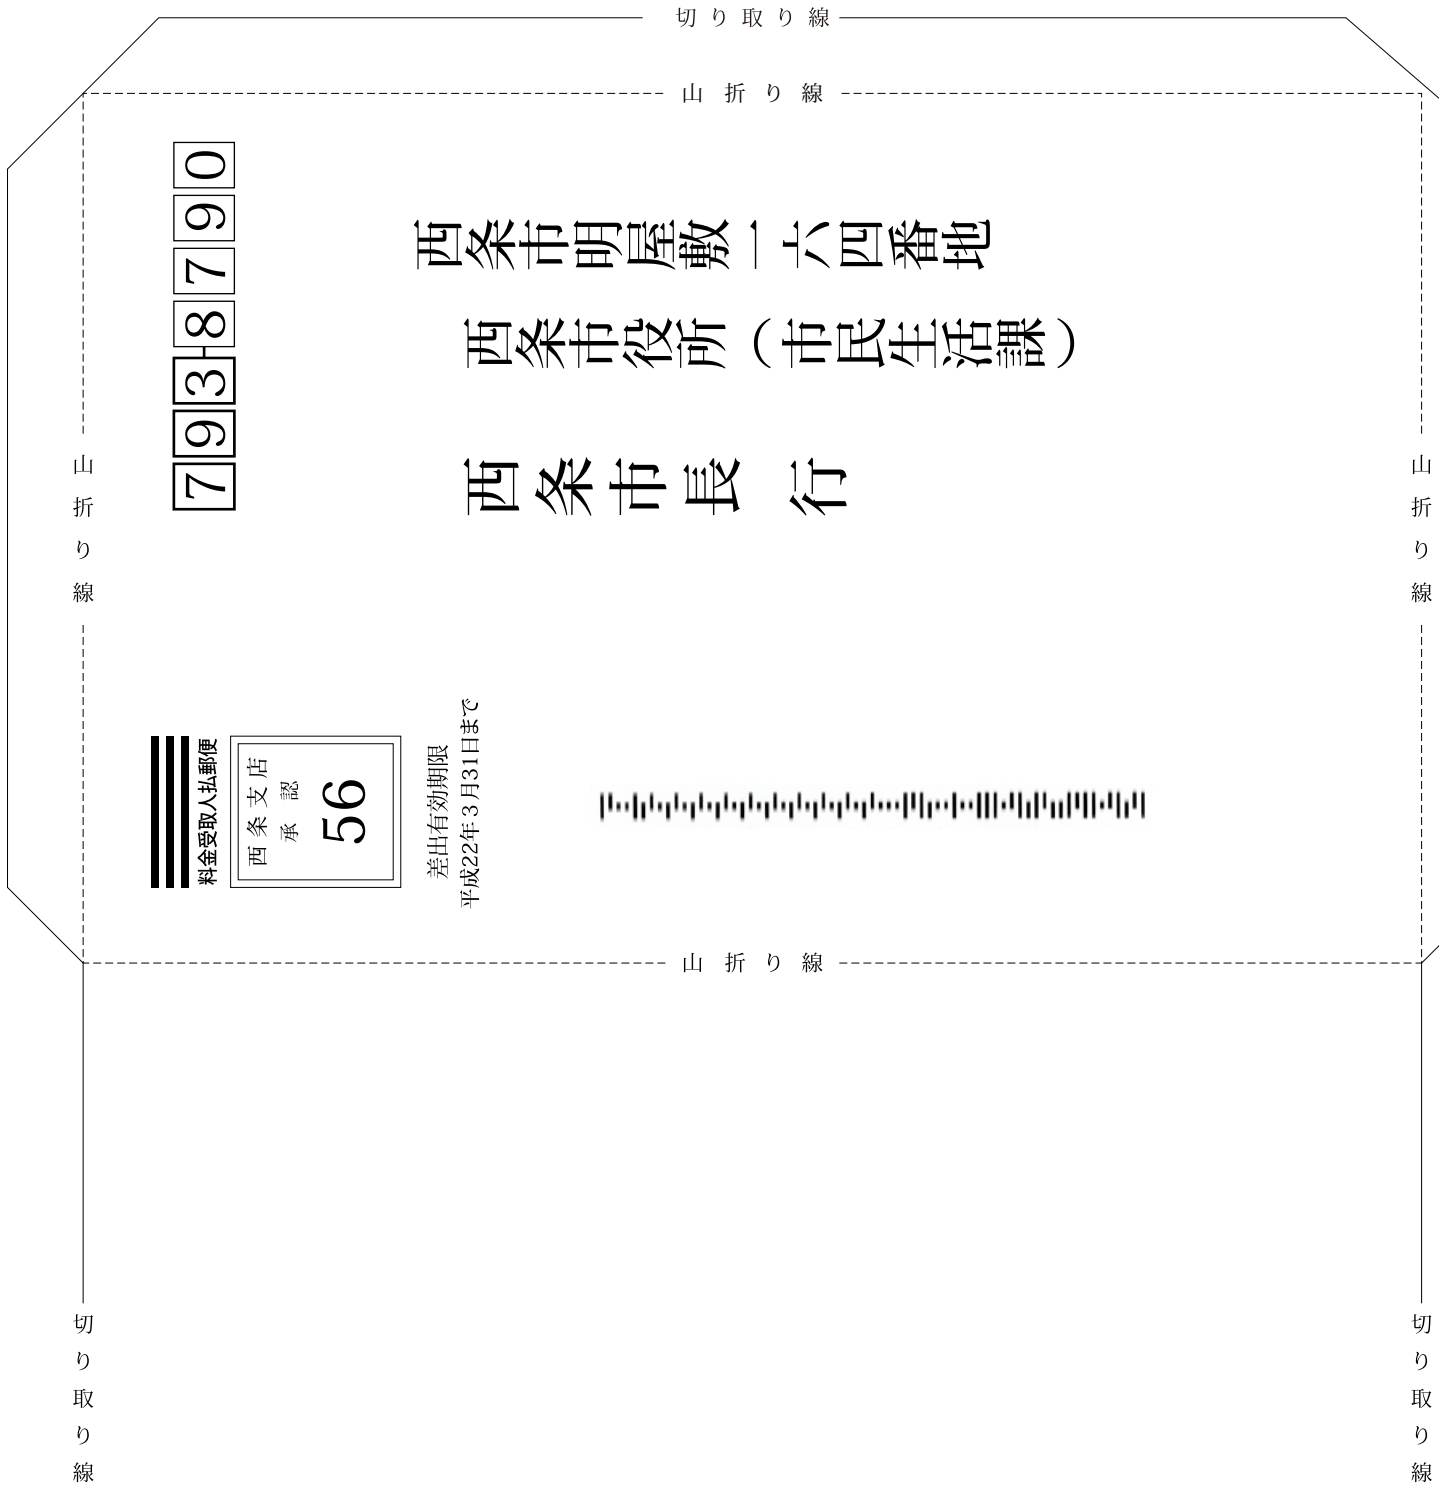 切り取り線
山折り線
793-8790
西条市明屋敷一六四番地
西条市役所（市民生活課）
西条市長　行
山折り線
山折り線
料金受取人払郵便
西条支店
承認
56
差出有効期限
平成22年3月31日まで
山折り線
切り取り線
切り取り線